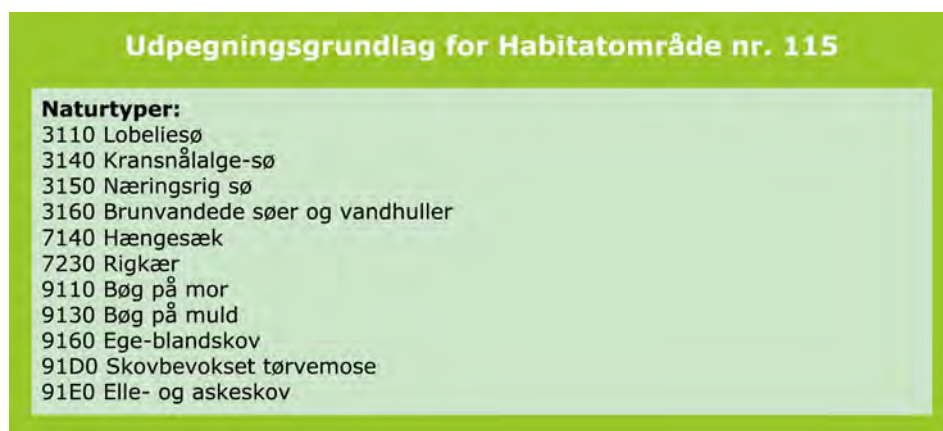 Udpegningsgrundlag for Habitatområde nr. 115
Naturtyper:
3110 Lobeliesø
3140 Kransnålalge-sø
3150 Næringsrig sø
3160 Brunvandede søer og vandhuller
7140 Hængesæk
7230 Rigkær
9110 Bøg på mor
9130 Bøg på muld
9160 Ege-blandskov
91D0 Skovbevokset tørvemose
91E0 Elle- og askeskov